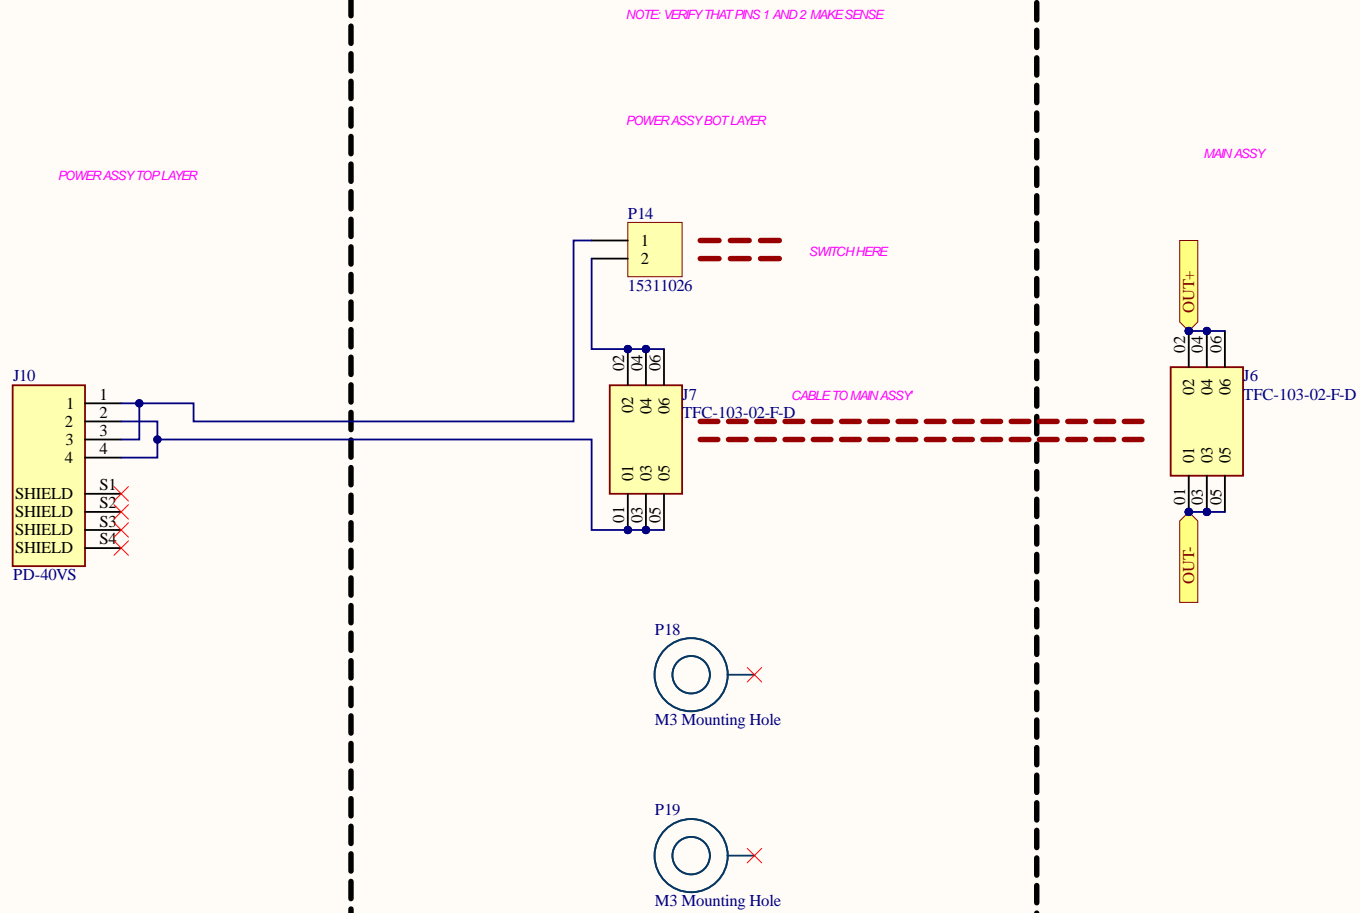 NOTE: VERIFY THAT PINS 1 AND 2 MAKE SENSE
POWER ASSY BOT LAYER
MAIN ASSY
POWER ASSY TOP LAYER
P14
1
2
15311026
SWITCH HERE
OUT+
02
04
06
02
04
06
J7
TFC-103-02-F-D
CABLE TO MAIN ASSY'
01
03
05
01
03
05
J10
1
2
3
4
1
2
3
4
SHIELD S1
SHIELD S2
SHIELD S3
SHIELD S4
PD-40VS
02
04
06
02
04
06
J6
TFC-103-02-F-D
01
03
05
01
03
05
OUT-
P18
M3 Mounting Hole
P19
M3 Mounting Hole